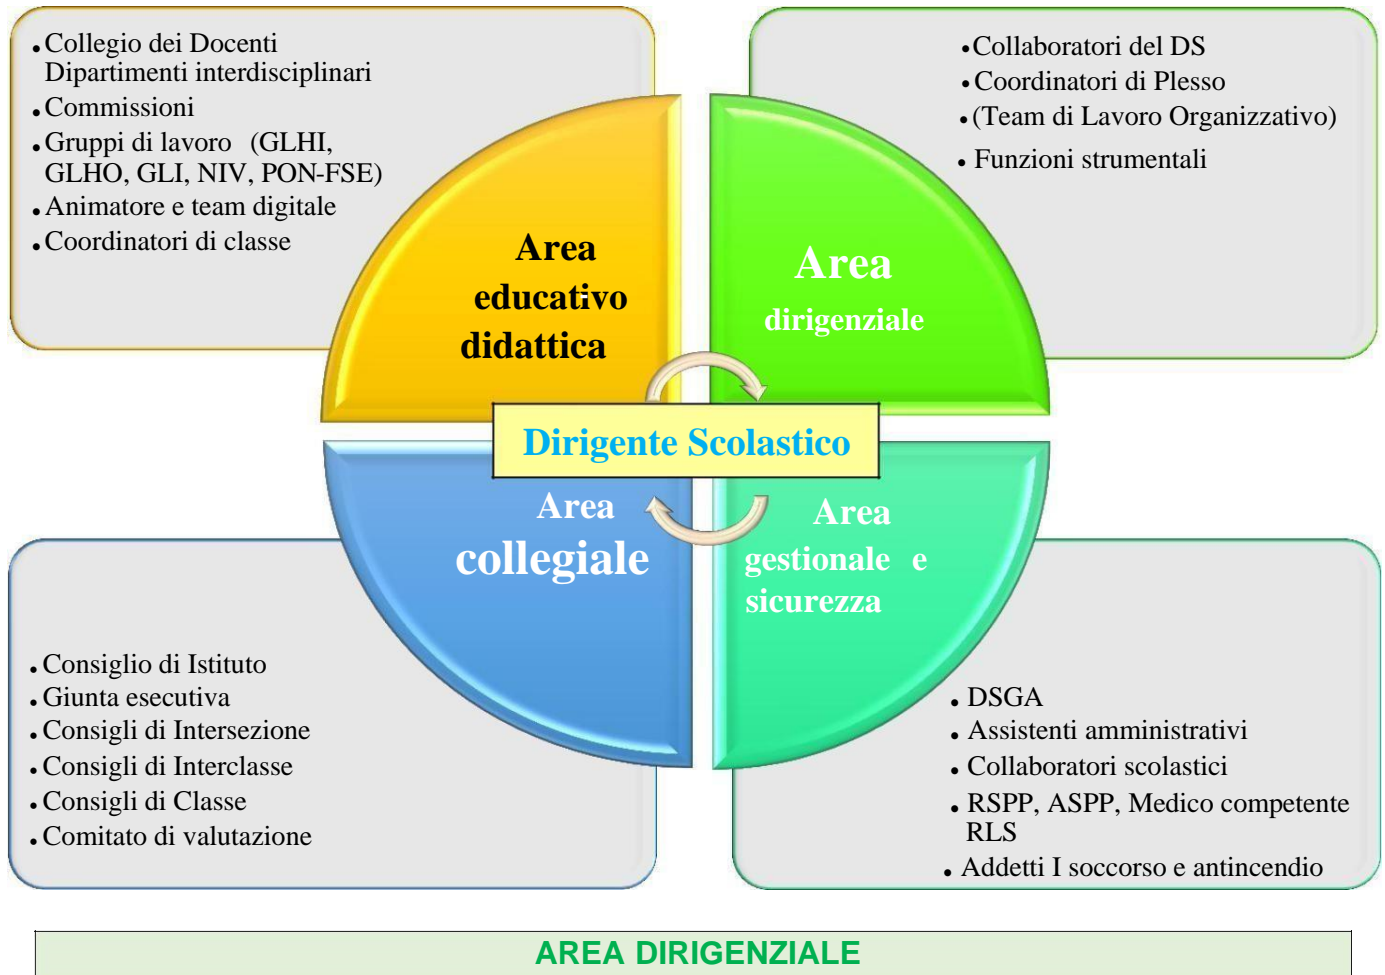 • Collegio dei Docenti
Dipartimenti interdisciplinari
• Commissioni
• Gruppi di lavoro (GLHI,
GLHO, GLI, NIV, PON-FSE)
• Animatore e team digitale
• Coordinatori di classe
• Collaboratori del DS
• Coordinatori di Plesso
• (Team di Lavoro Organizzativo)
• Funzioni strumentali
Area
educativo
didattica
Area
dirigenziale
Dirigente Scolastico
Area
collegiale
Area
gestionale e
sicurezza
• Consiglio di Istituto
• Giunta esecutiva
• Consigli di Intersezione
• Consigli di Interclasse
• Consigli di Classe
• Comitato di valutazione
• DSGA
• Assistenti amministrativi
• Collaboratori scolastici
• RSPP, ASPP, Medico competente
RLS
• Addetti I soccorso e antincendio
AREA DIRIGENZIALE